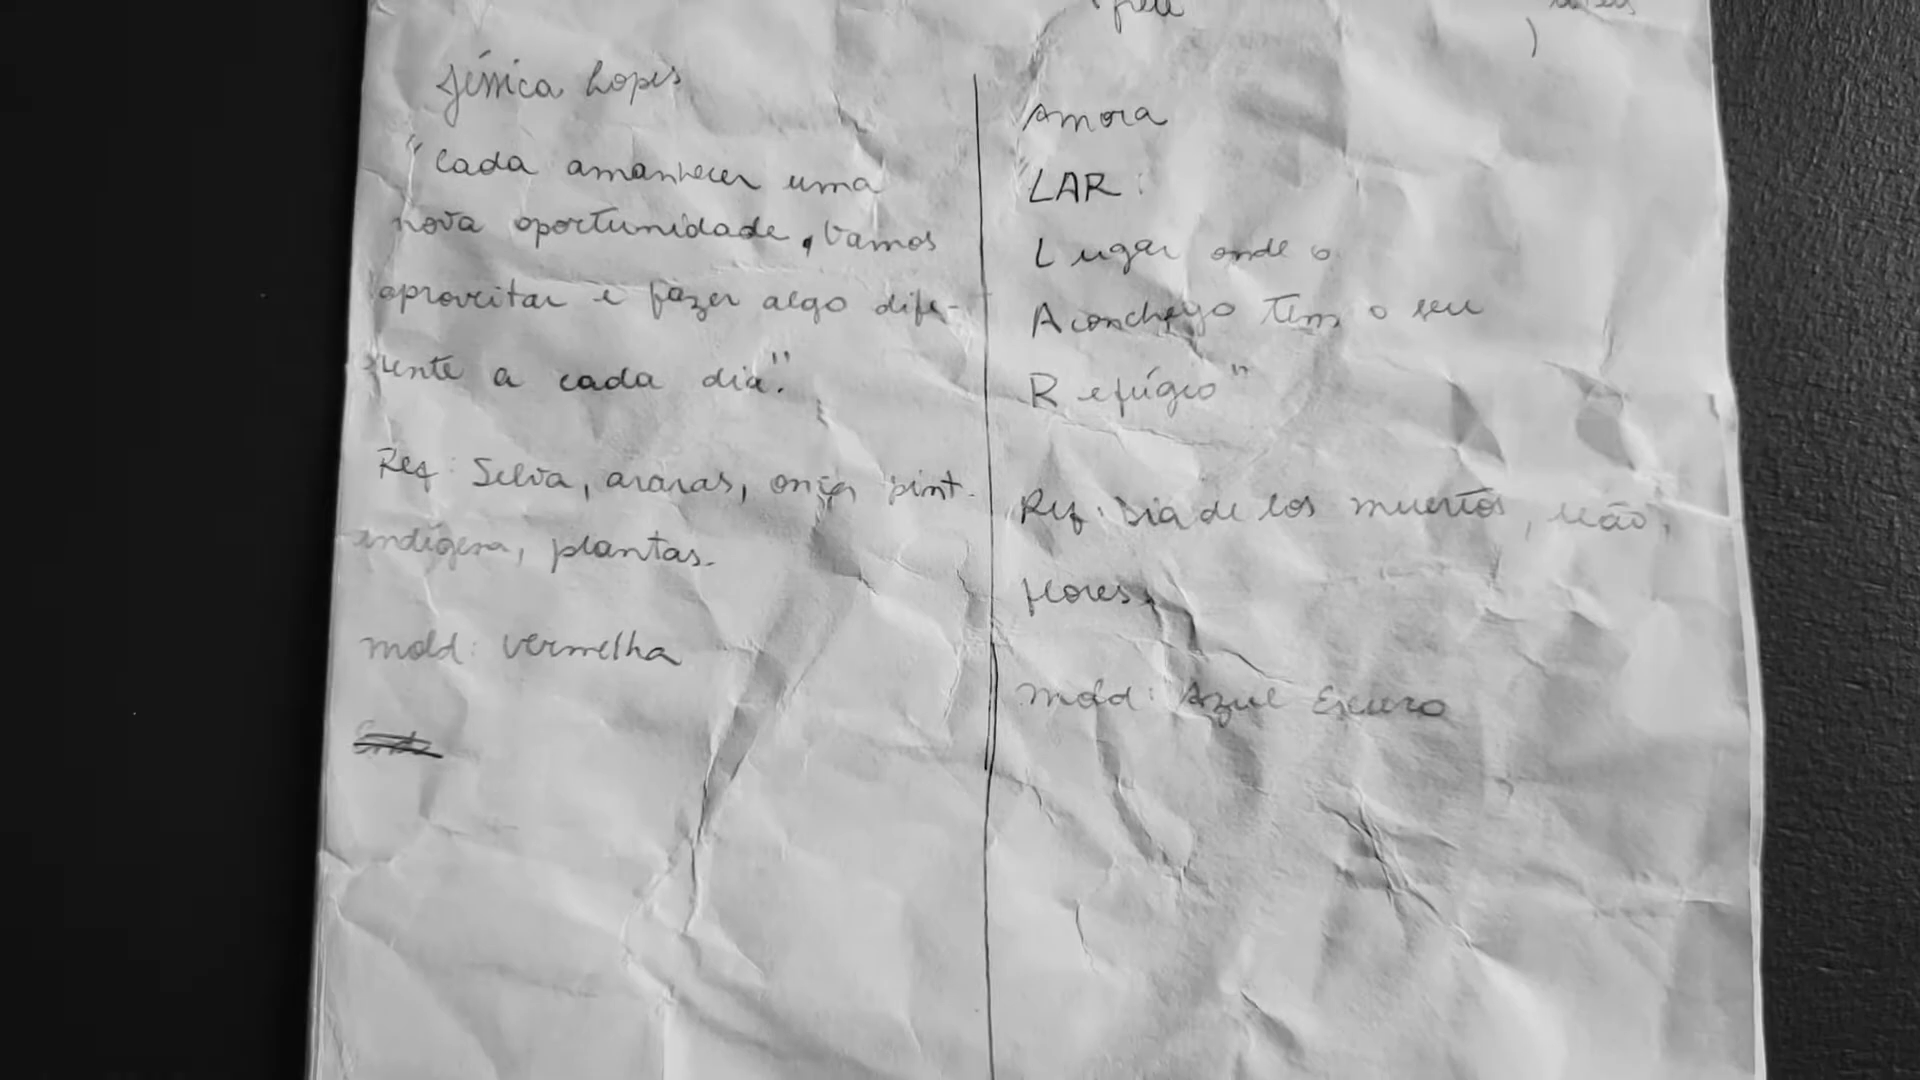 Jéssica Lopes
"Cada amanhecer uma
nova oportunidade, Vamos
aproveitar e fazer algo dife-
rente a cada dia".
Ref: Selva, araras, onça pint.
indígena, plantas.
mold: vermelha
Amora
LAR:
Lugar onde o
Aconchego tem o seu
Refúgio"
Ref: Dia de los muertos, leão,
flores,
mold: Azul Escuro